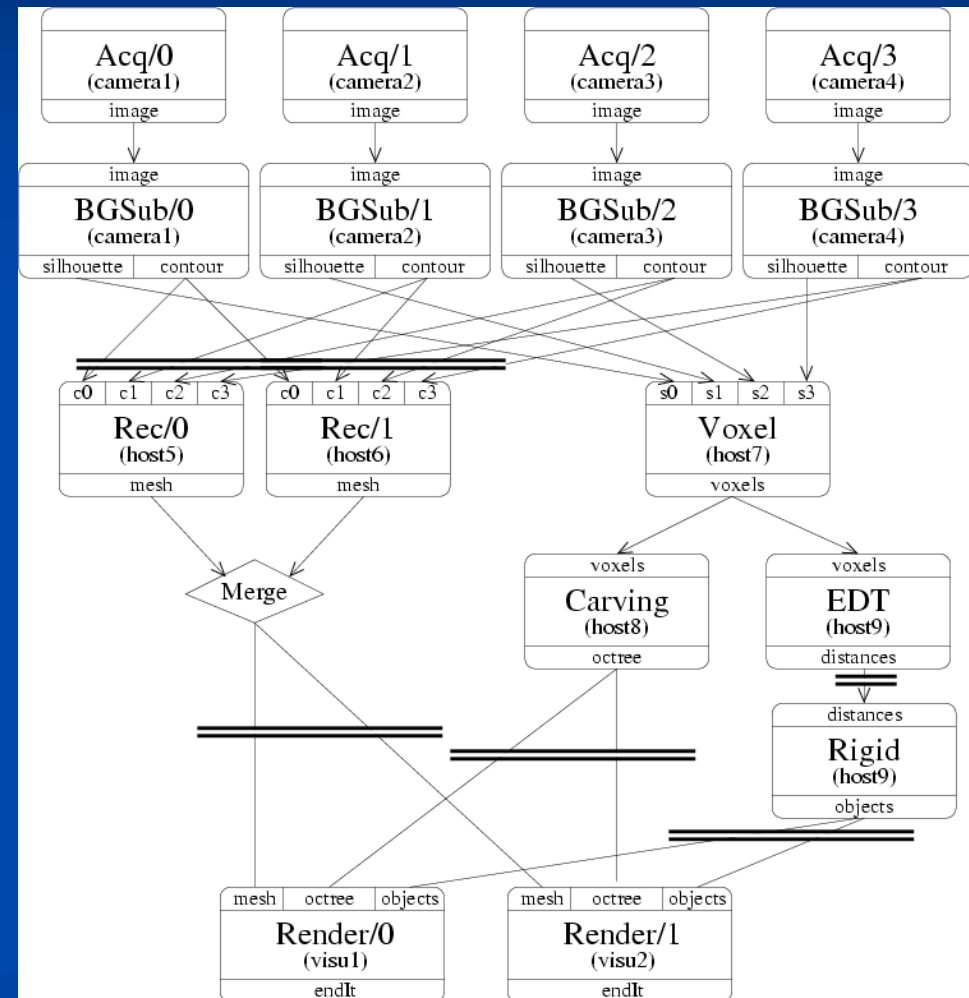 Acq/0 Acq/1 Acq/2 Acq/3
(camera1) (camera2) (camera3) (camera4)
image image image image
image image image image
BGSub/0 BGSub/1 BGSub/2 BGSub/3
(camera1) (camera2) (camera3) (camera4)
silhouette contour silhouette contour silhouette contour silhouette contour
c0 c1 c2 c3 c0 c1 c2 c3 s0 s1 s2 s3
Rec/0 Rec/1 Voxel
(host5) (host6) (host7)
mesh mesh voxels
voxels voxels
Merge Carving EDT
(host8) (host9)
octree distances
distances
Rigid
(host9)
objects
mesh octree objects mesh octree objects
Render/0 Render/1
(visu1) (visu2)
endIt endIt